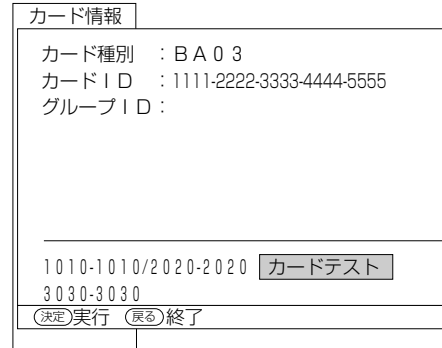 カード情報
カード種別　：ＢＡ０３
カードＩＤ　：1111-2222-3333-4444-5555
グループＩＤ：
1010-1010/2020-2020 カードテスト
3030-3030
決定 実行　戻る 終了